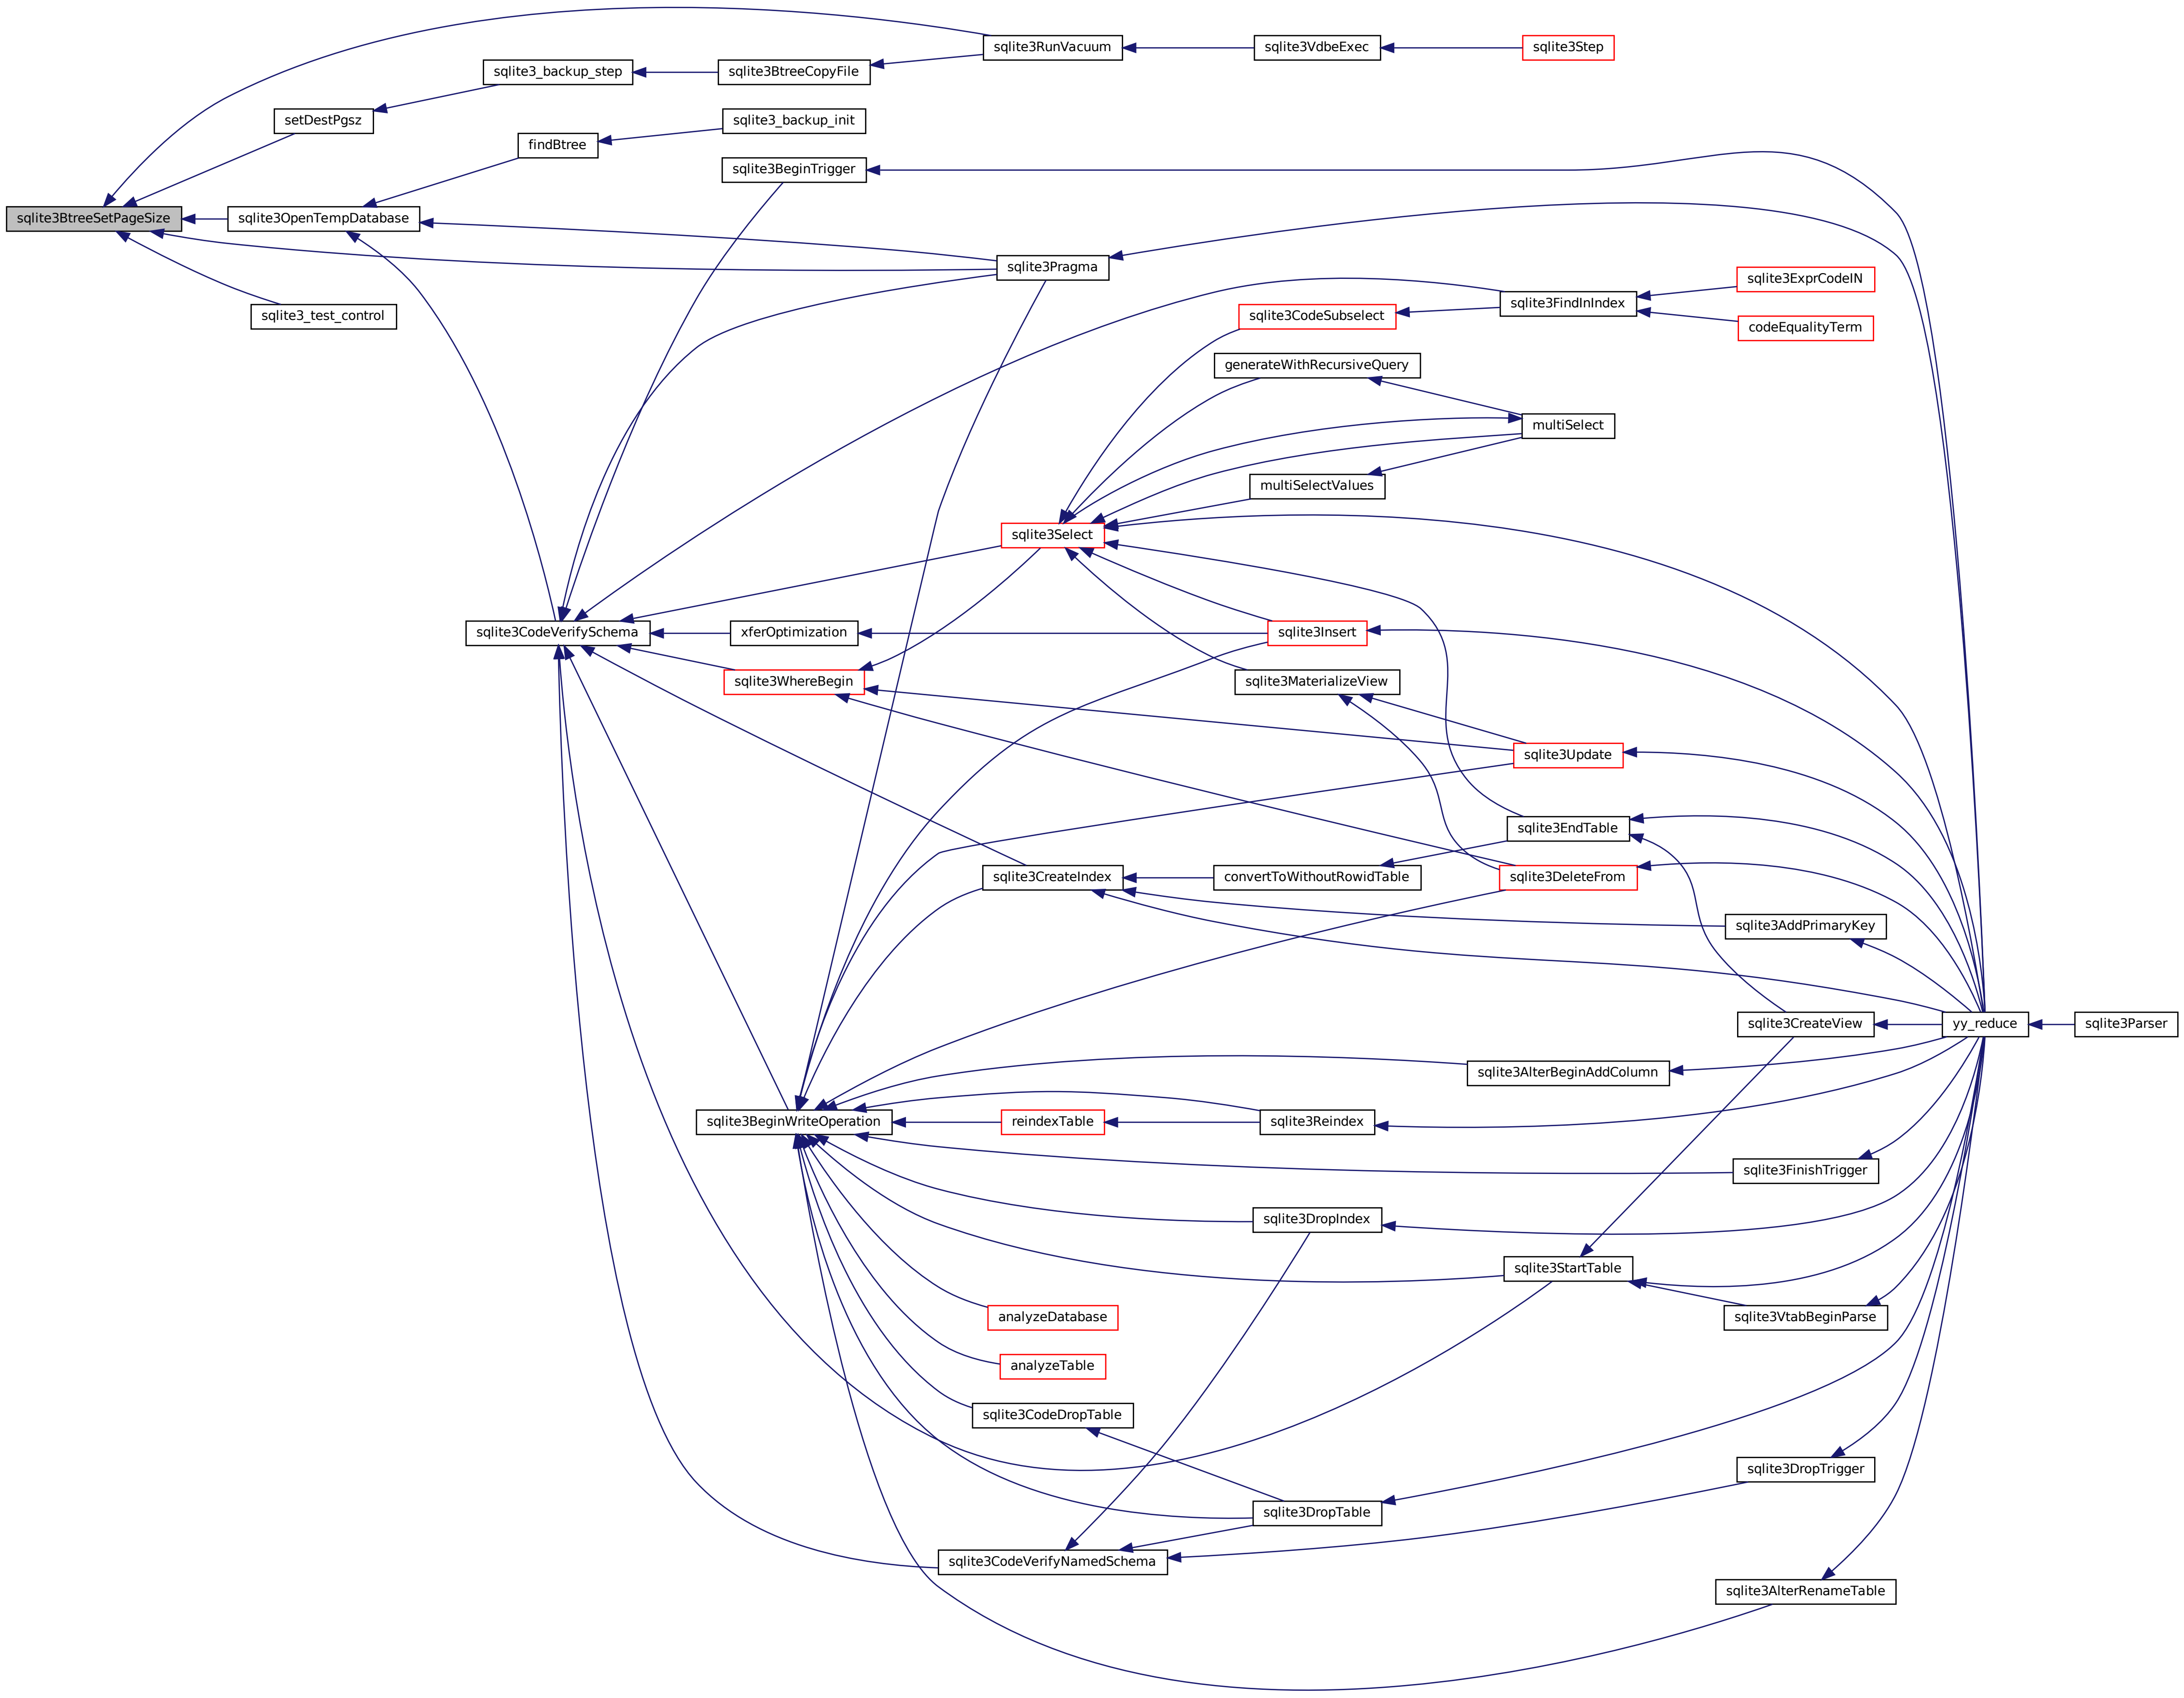 sqlite3RunVacuum
sqlite3VdbeExec
sqlite3Step
sqlite3_backup_step
sqlite3BtreeCopyFile
setDestPgsz
sqlite3_backup_init
findBtree
sqlite3BeginTrigger
sqlite3BtreeSetPageSize
sqlite3OpenTempDatabase
sqlite3Pragma
sqlite3ExprCodeIN
sqlite3FindInIndex
sqlite3_test_control
sqlite3CodeSubselect
codeEqualityTerm
generateWithRecursiveQuery
multiSelect
multiSelectValues
sqlite3Select
sqlite3CodeVerifySchema
xferOptimization
sqlite3Insert
sqlite3WhereBegin
sqlite3MaterializeView
sqlite3Update
sqlite3EndTable
sqlite3CreateIndex
convertToWithoutRowidTable
sqlite3DeleteFrom
sqlite3AddPrimaryKey
sqlite3CreateView
yy_reduce
sqlite3Parser
sqlite3AlterBeginAddColumn
sqlite3BeginWriteOperation
reindexTable
sqlite3Reindex
sqlite3FinishTrigger
sqlite3DropIndex
sqlite3StartTable
analyzeDatabase
sqlite3VtabBeginParse
analyzeTable
sqlite3CodeDropTable
sqlite3DropTrigger
sqlite3DropTable
sqlite3CodeVerifyNamedSchema
sqlite3AlterRenameTable